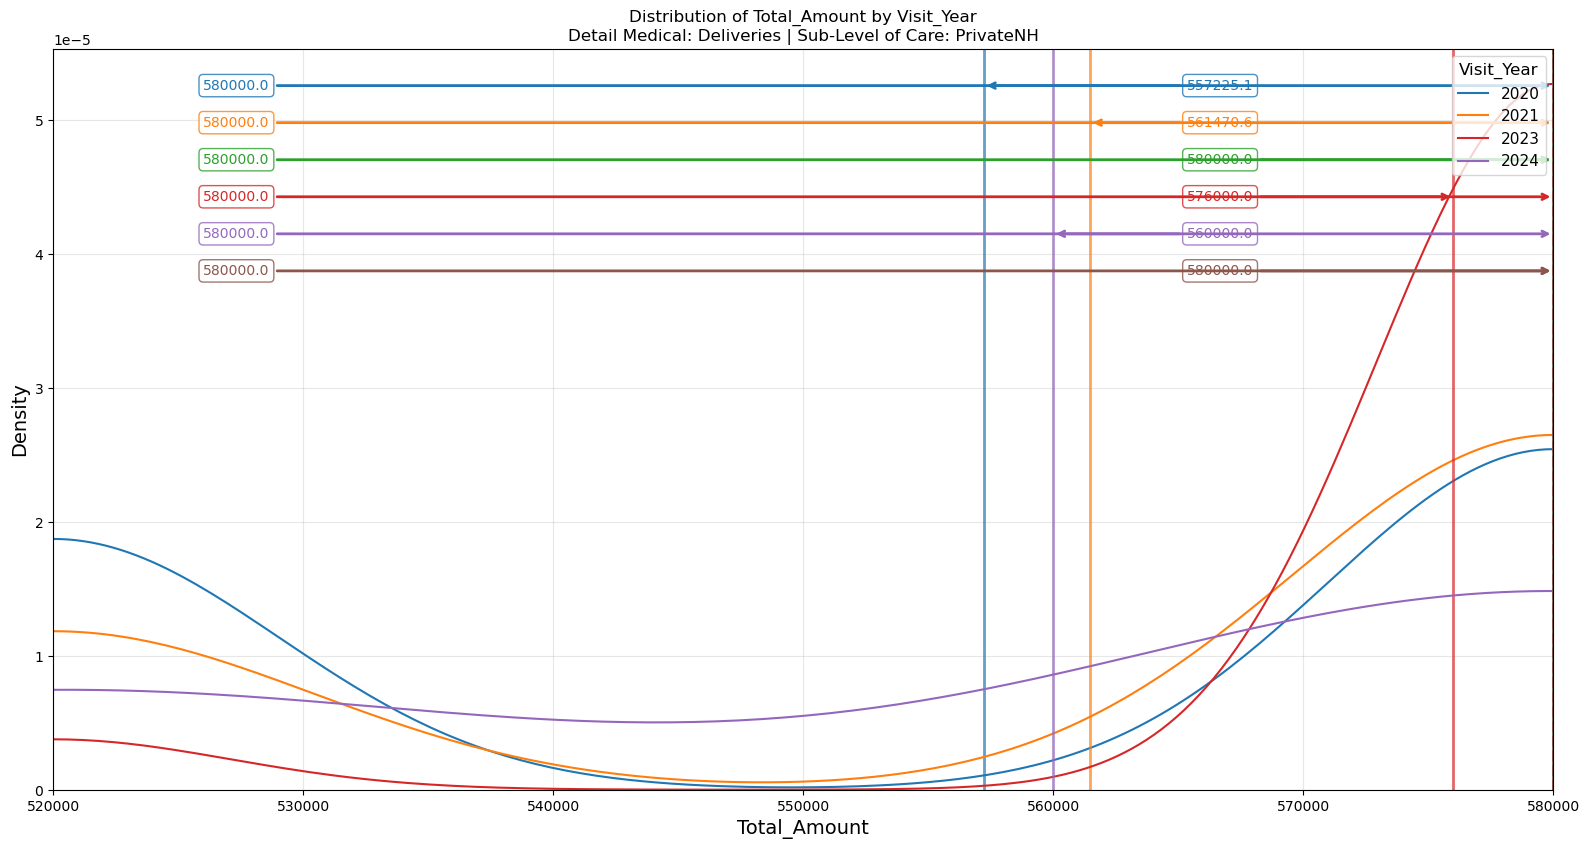 Distribution of Total_Amount by Visit_Year
Detail Medical: Deliveries | Sub-Level of Care: PrivateNH
1e−5
Visit_Year
2020
2021
2023
2024
580000.0 557225.1
580000.0 561470.6
580000.0 580000.0
580000.0 576000.0
580000.0 560000.0
580000.0 580000.0
5
4
3
2
1
0
Density
520000 530000 540000 550000 560000 570000 580000
Total_Amount